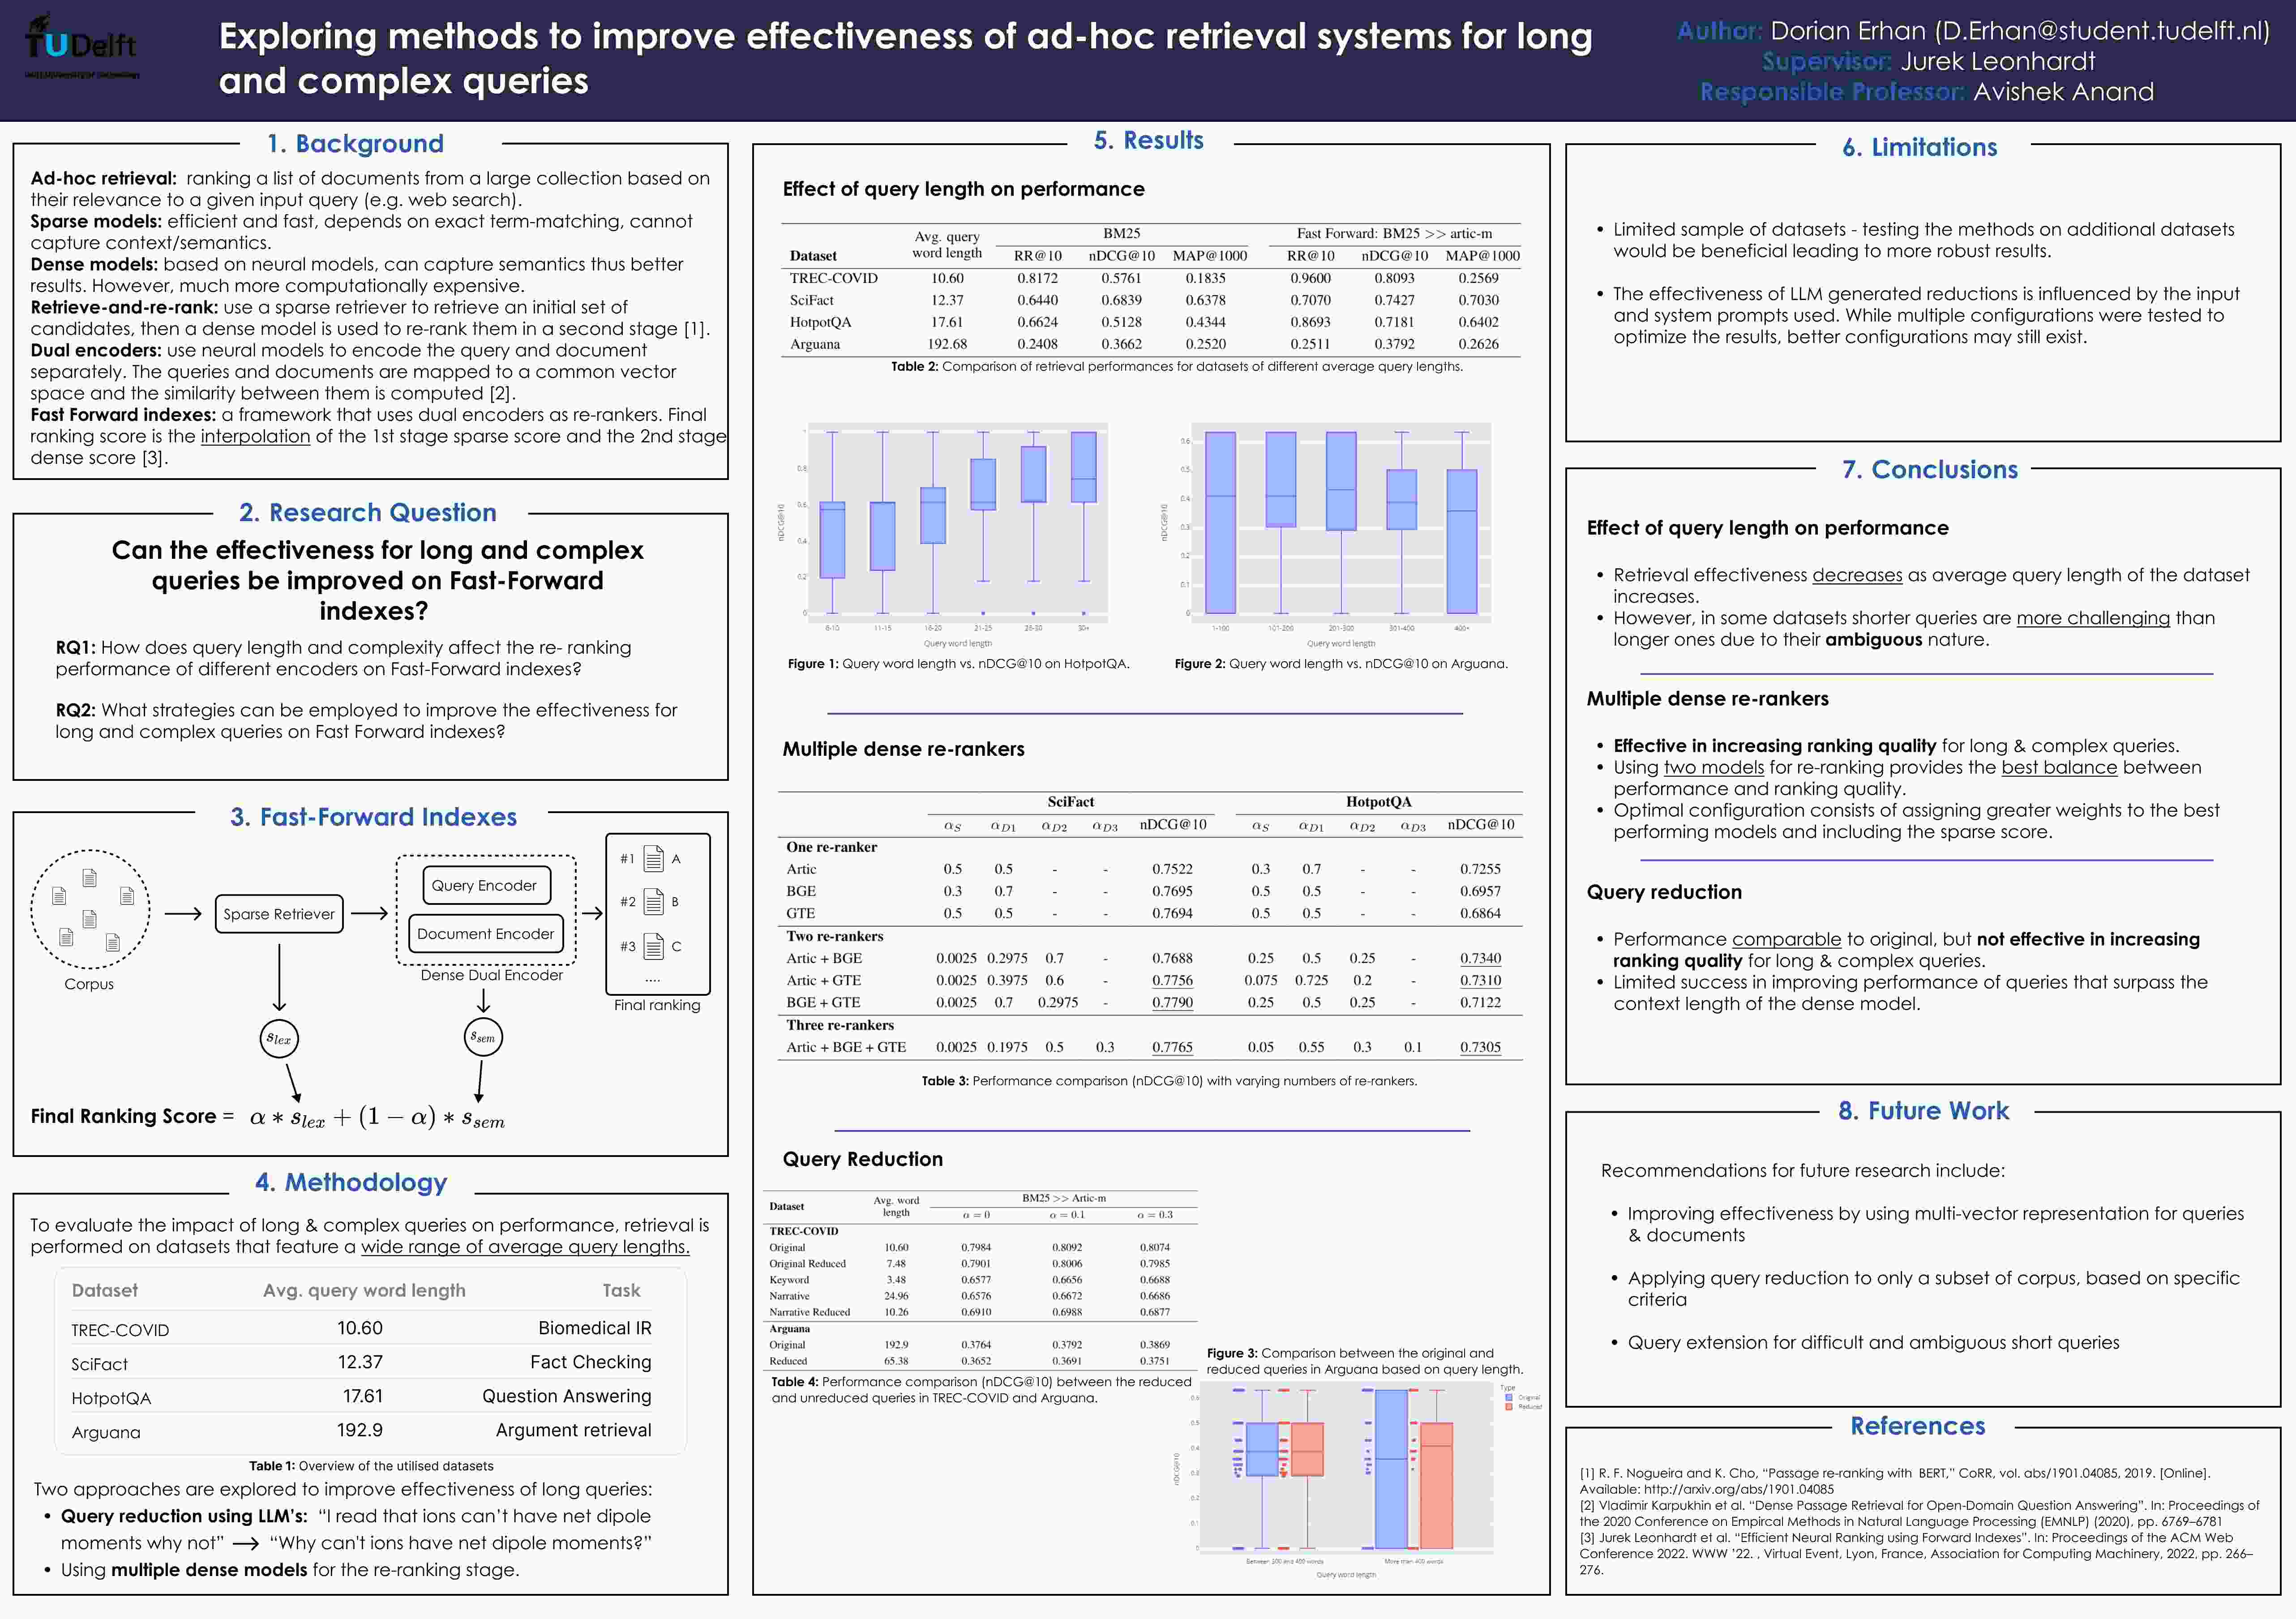 TU Delft
Exploring methods to improve effectiveness of ad-hoc retrieval systems for long
and complex queries
Author: Dorian Erhan (D.Erhan@student.tudelft.nl)
Supervisor: Jurek Leonhardt
Responsible Professor: Avishek Anand
1. Background
Ad-hoc retrieval: ranking a list of documents from a large collection based on
their relevance to a given input query (e.g. web search).
Sparse models: efficient and fast, depends on exact term-matching, cannot
capture context/semantics.
Dense models: based on neural models, can capture semantics thus better
results. However, much more computationally expensive.
Retrieve-and-re-rank: use a sparse retriever to retrieve an initial set of
candidates, then a dense model is used to re-rank them in a second stage [1].
Dual encoders: use neural models to encode the query and document
separately. The queries and documents are mapped to a common vector
space and the similarity between them is computed [2].
Fast Forward indexes: a framework that uses dual encoders as re-rankers. Final
ranking score is the interpolation of the 1st stage sparse score and the 2nd stage
dense score [3].
2. Research Question
Can the effectiveness for long and complex
queries be improved on Fast-Forward
indexes?
RQ1: How does query length and complexity affect the re- ranking
performance of different encoders on Fast-Forward indexes?
RQ2: What strategies can be employed to improve the effectiveness for
long and complex queries on Fast Forward indexes?
3. Fast-Forward Indexes
Corpus
Sparse Retriever
Query Encoder
Document Encoder
Dense Dual Encoder
#1 A
#2 B
#3 C
....
Final ranking
s_lex
s_sem
Final Ranking Score = α * s_lex + (1 − α) * s_sem
4. Methodology
To evaluate the impact of long & complex queries on performance, retrieval is
performed on datasets that feature a wide range of average query lengths.
Dataset Avg. query word length Task
TREC-COVID 10.60 Biomedical IR
SciFact 12.37 Fact Checking
HotpotQA 17.61 Question Answering
Arguana 192.9 Argument retrieval
Table 1: Overview of the utilised datasets
Two approaches are explored to improve effectiveness of long queries:
• Query reduction using LLM's: “I read that ions can't have net dipole
moments why not” → “Why can't ions have net dipole moments?”
• Using multiple dense models for the re-ranking stage.
5. Results
Effect of query length on performance
Avg. query BM25 Fast Forward: BM25 >> artic-m
Dataset word length RR@10 nDCG@10 MAP@1000 RR@10 nDCG@10 MAP@1000
TREC-COVID 10.60 0.8172 0.5761 0.1835 0.9600 0.8093 0.2569
SciFact 12.37 0.6440 0.6839 0.6378 0.7070 0.7427 0.7030
HotpotQA 17.61 0.6624 0.5128 0.4344 0.8693 0.7181 0.6402
Arguana 192.68 0.2408 0.3662 0.2520 0.2511 0.3792 0.2626
Table 2: Comparison of retrieval performances for datasets of different average query lengths.
nDCG@10
1
0.8
0.6
0.4
0.2
0
11-15 21-25
Query word length
Figure 1: Query word length vs. nDCG@10 on HotpotQA.
nDCG@10
0.6
0.5
0.4
0.3
0.2
0.1
0
1-100 101-200 201-300 301-400 400+
Query word length
Figure 2: Query word length vs. nDCG@10 on Arguana.
Multiple dense re-rankers
SciFact HotpotQA
α_S α_D1 α_D2 α_D3 nDCG@10 α_S α_D1 α_D2 α_D3 nDCG@10
One re-ranker
Artic 0.5 0.5 - - 0.7522 0.3 0.7 - - 0.7255
BGE 0.3 0.7 - - 0.7695 0.5 0.5 - - 0.6957
GTE 0.5 0.5 - - 0.7694 0.5 0.5 - - 0.6864
Two re-rankers
Artic + BGE 0.0025 0.2975 0.7 - 0.7688 0.25 0.5 0.25 - 0.7340
Artic + GTE 0.0025 0.3975 0.6 - 0.7756 0.075 0.725 0.2 - 0.7310
BGE + GTE 0.0025 0.7 0.2975 - 0.7790 0.25 0.5 0.25 - 0.7122
Three re-rankers
Artic + BGE + GTE 0.0025 0.1975 0.5 0.3 0.7765 0.05 0.55 0.3 0.1 0.7305
Table 3: Performance comparison (nDCG@10) with varying numbers of re-rankers.
Query Reduction
Dataset Avg. word length BM25 >> Artic-m
α = 0 α = 0.1 α = 0.3
TREC-COVID
Original 10.60 0.7984 0.8092 0.8074
Original Reduced 7.48 0.7901 0.8006 0.7985
Keyword 3.48 0.6577 0.6656 0.6688
Narrative 24.96 0.6576 0.6672 0.6686
Narrative Reduced 10.26 0.6910 0.6988 0.6877
Arguana
Original 192.9 0.3764 0.3792 0.3869
Reduced 65.38 0.3652 0.3691 0.3751
Table 4: Performance comparison (nDCG@10) between the reduced
and unreduced queries in TREC-COVID and Arguana.
Figure 3: Comparison between the original and
reduced queries in Arguana based on query length.
Type
Original
Reduced
nDCG@10
0.6
0.5
0.4
0.3
0.2
0.1
0
More than 400 words
Query word length
6. Limitations
• Limited sample of datasets - testing the methods on additional datasets
would be beneficial leading to more robust results.
• The effectiveness of LLM generated reductions is influenced by the input
and system prompts used. While multiple configurations were tested to
optimize the results, better configurations may still exist.
7. Conclusions
Effect of query length on performance
• Retrieval effectiveness decreases as average query length of the dataset
increases.
• However, in some datasets shorter queries are more challenging than
longer ones due to their ambiguous nature.
Multiple dense re-rankers
• Effective in increasing ranking quality for long & complex queries.
• Using two models for re-ranking provides the best balance between
performance and ranking quality.
• Optimal configuration consists of assigning greater weights to the best
performing models and including the sparse score.
Query reduction
• Performance comparable to original, but not effective in increasing
ranking quality for long & complex queries.
• Limited success in improving performance of queries that surpass the
context length of the dense model.
8. Future Work
Recommendations for future research include:
• Improving effectiveness by using multi-vector representation for queries
& documents
• Applying query reduction to only a subset of corpus, based on specific
criteria
• Query extension for difficult and ambiguous short queries
References
[1] R. F. Nogueira and K. Cho, “Passage re-ranking with BERT,” CoRR, vol. abs/1901.04085, 2019. [Online].
Available: http://arxiv.org/abs/1901.04085
[2] Vladimir Karpukhin et al. “Dense Passage Retrieval for Open-Domain Question Answering”. In: Proceedings of
the 2020 Conference on Empircal Methods in Natural Language Processing (EMNLP) (2020), pp. 6769–6781
[3] Jurek Leonhardt et al. “Efficient Neural Ranking using Forward Indexes”. In: Proceedings of the ACM Web
Conference 2022. WWW '22. , Virtual Event, Lyon, France, Association for Computing Machinery, 2022, pp. 266–
276.